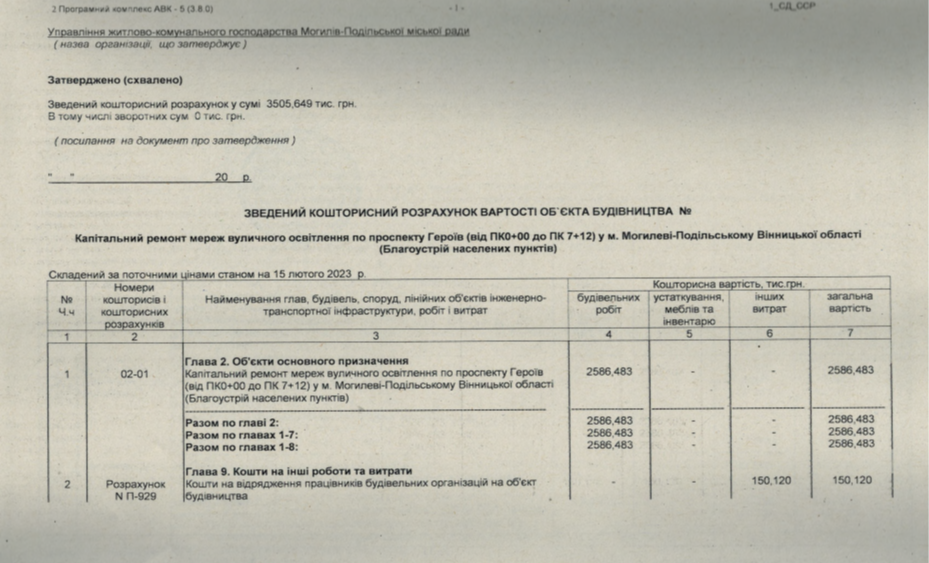 2 Програмний комплекс АВК - 5 (3.8.0)
- 1 -
1_СД_ССР
Управління житлово-комунального господарства Могилів-Подільської міської ради
( назва організації, що затверджує )
Затверджено (схвалено)
Зведений кошторисний розрахунок у сумі 3505,649 тис. грн.
В тому числі зворотних сум 0 тис. грн.
( посилання на документ про затвердження )
"__"____________________20__р.
ЗВЕДЕНИЙ КОШТОРИСНИЙ РОЗРАХУНОК ВАРТОСТІ ОБ'ЄКТА БУДІВНИЦТВА №
Капітальний ремонт мереж вуличного освітлення по проспекту Героїв (від ПК0+00 до ПК 7+12) у м. Могилеві-Подільському Вінницької області
(Благоустрій населених пунктів)
Складений за поточними цінами станом на 15 лютого 2023 р.
№
Ч.ч
Номери
кошторисів і
кошторисних
розрахунків
Найменування глав, будівель, споруд, лінійних об'єктів інженерно-
транспортної інфраструктури, робіт і витрат
Кошторисна вартість, тис.грн.
будівельних
робіт
устаткування,
меблів та
інвентарю
інших
витрат
загальна
вартість
1 2 3 4 5 6 7
Глава 2. Об'єкти основного призначення
1 02-01 Капітальний ремонт мереж вуличного освітлення по проспекту Героїв 2586,483 - - 2586,483
(від ПК0+00 до ПК 7+12) у м. Могилеві-Подільському Вінницької області
(Благоустрій населених пунктів)
Разом по главі 2: 2586,483 - - 2586,483
Разом по главах 1-7: 2586,483 - - 2586,483
Разом по главах 1-8: 2586,483 - - 2586,483
Глава 9. Кошти на інші роботи та витрати
2 Розрахунок Кошти на відрядження працівників будівельних організацій на об'єкт - - 150,120 150,120
N П-929 будівництва